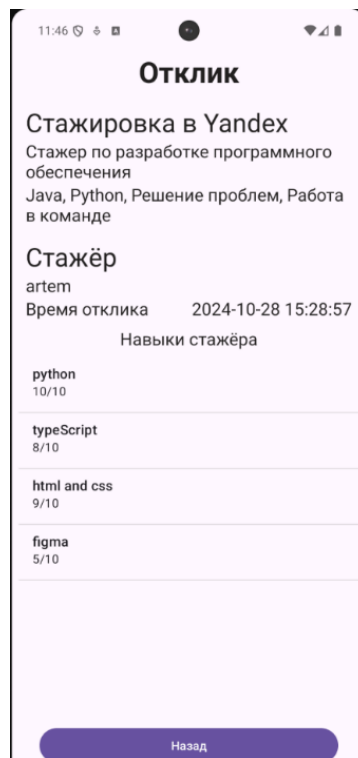 11:46
Отклик
Стажировка в Yandex
Стажер по разработке программного
обеспечения
Java, Python, Решение проблем, Работа
в команде
Стажёр
artem
Время отклика 2024-10-28 15:28:57
Навыки стажёра
python
10/10
typeScript
8/10
html and css
9/10
figma
5/10
Назад